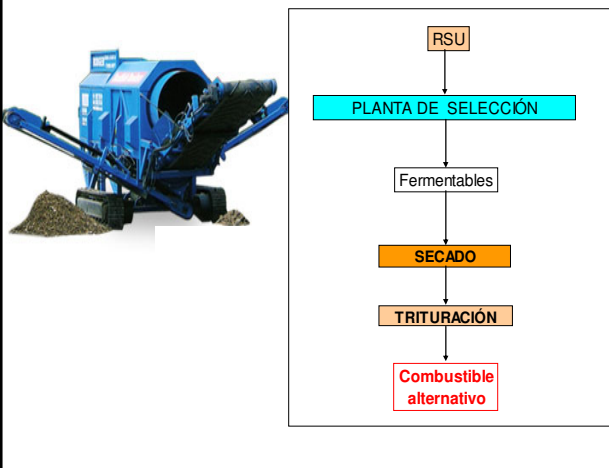 RSU
PLANTA DE SELECCIÓN
Fermentables
SECADO
TRITURACIÓN
Combustible
alternativo